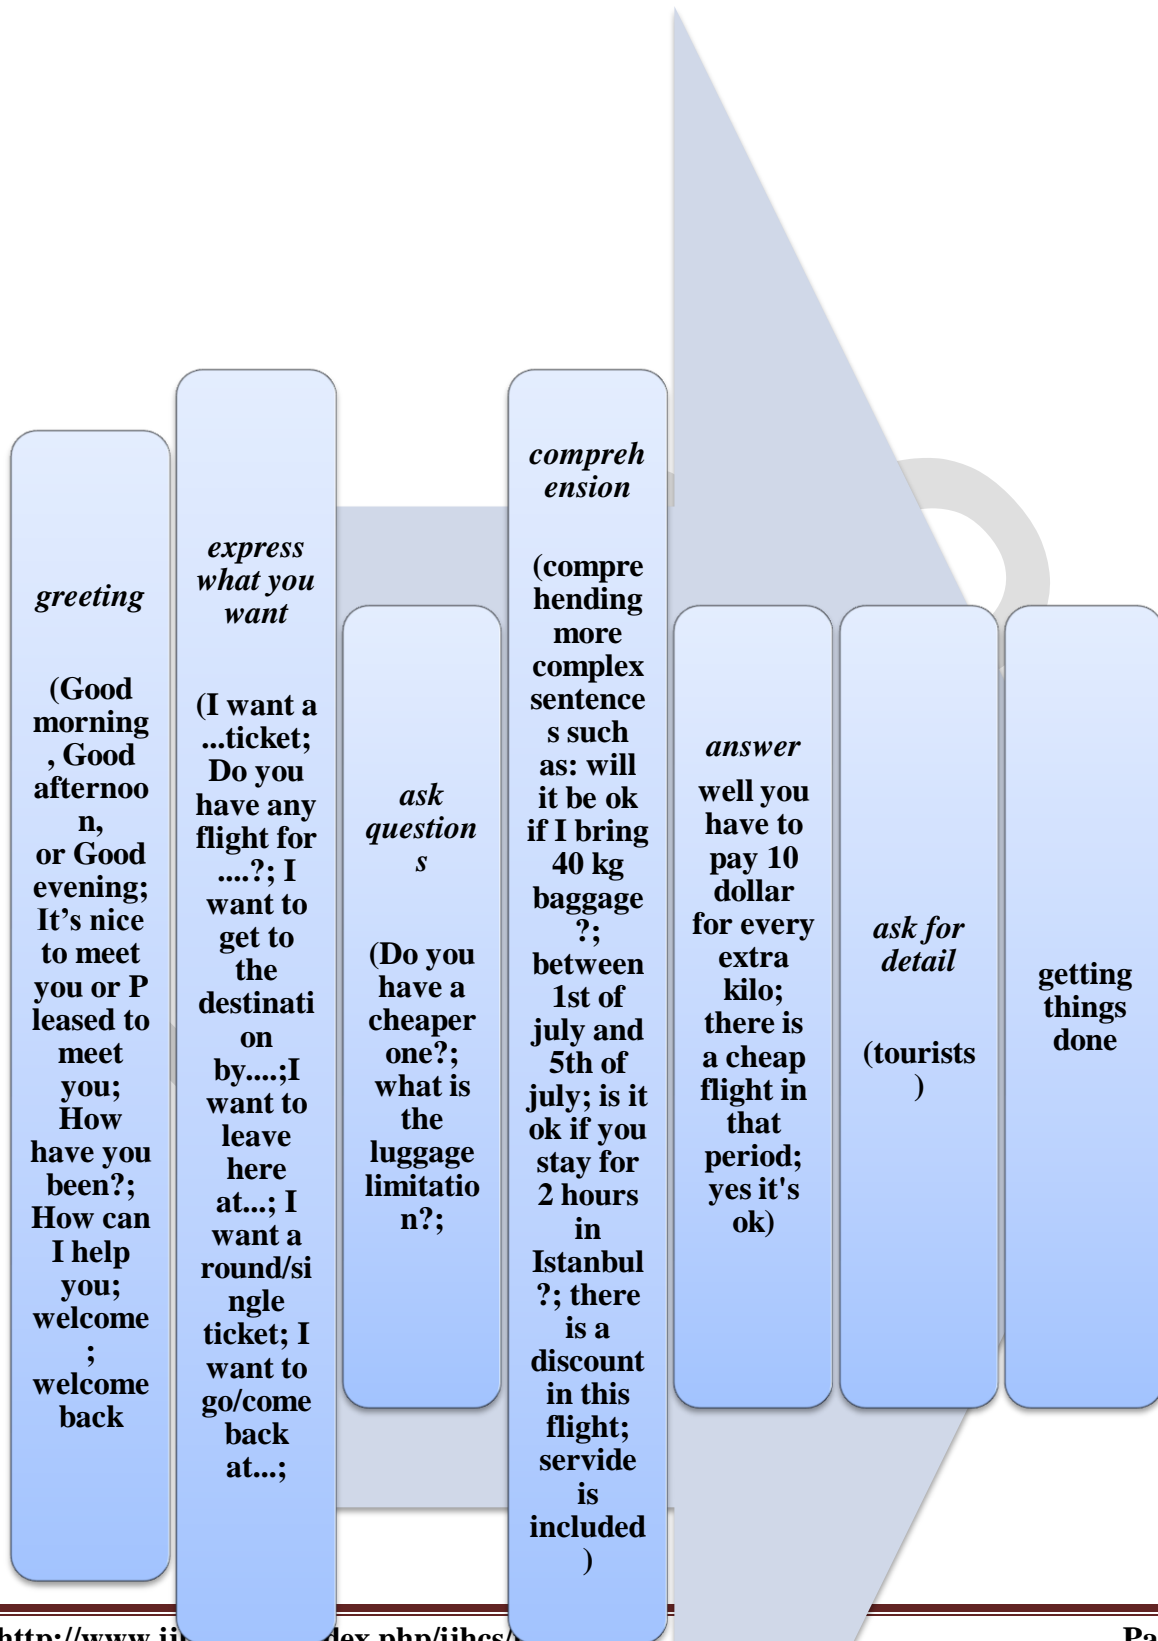 greeting
(Good
morning
, Good
afternoo
n,
or Good
evening;
It’s nice
to meet
you or P
leased to
meet
you;
How
have you
been?;
How can
I help
you;
welcome
;
welcome
back
express
what you
want
(I want a
...ticket;
Do you
have any
flight for
....?; I
want to
get to
the
destinati
on
by....;I
want to
leave
here
at...; I
want a
round/si
ngle
ticket; I
want to
go/come
back
at...;
ask
question
s
(Do you
have a
cheaper
one?;
what is
the
luggage
limitatio
n?;
compreh
ension
(compre
hending
more
complex
sentence
s such
as: will
it be ok
if I bring
40 kg
baggage
?;
between
1st of
july and
5th of
july; is it
ok if you
stay for
2 hours
in
Istanbul
?; there
is a
discount
in this
flight;
servide
is
included
)
answer
well you
have to
pay 10
dollar
for every
extra
kilo;
there is
a cheap
flight in
that
period;
yes it's
ok)
ask for
detail
(tourists
)
getting
things
done